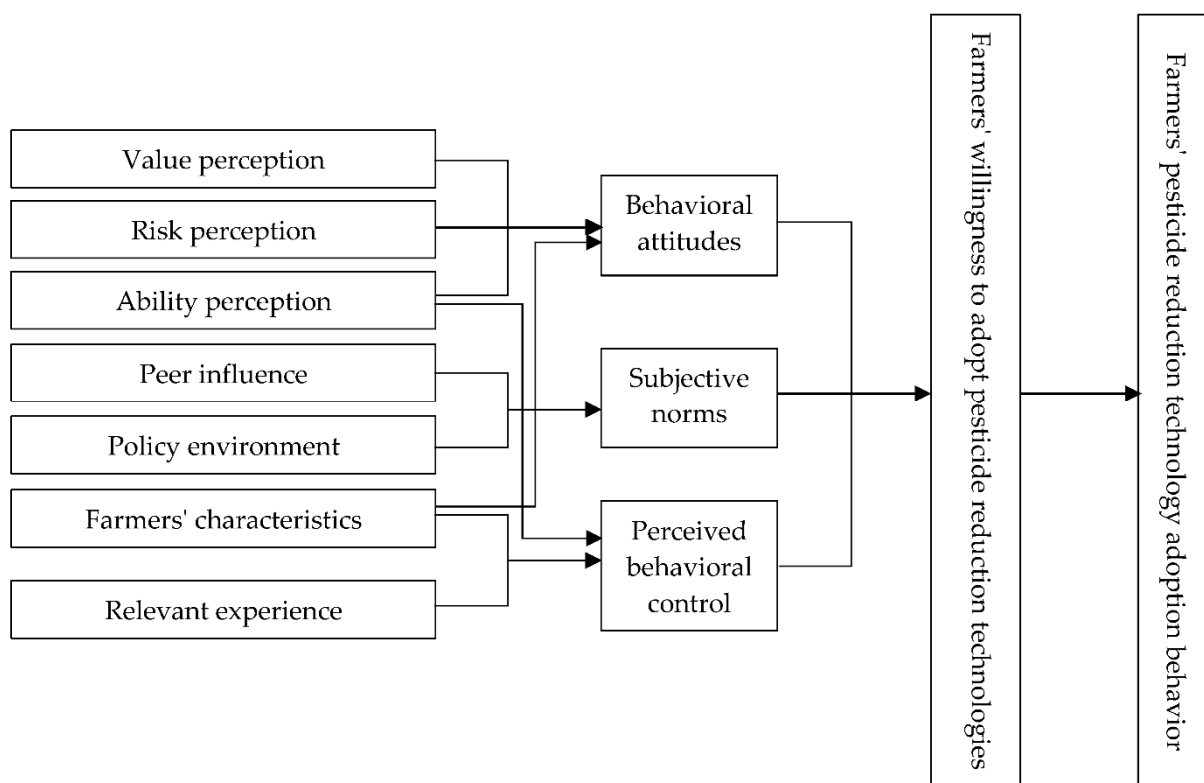 Value perception
Risk perception
Ability perception
Peer influence
Policy environment
Farmers' characteristics
Relevant experience
Behavioral
attitudes
Subjective
norms
Perceived
behavioral
control
Farmers' willingness to adopt pesticide reduction technologies
Farmers' pesticide reduction technology adoption behavior